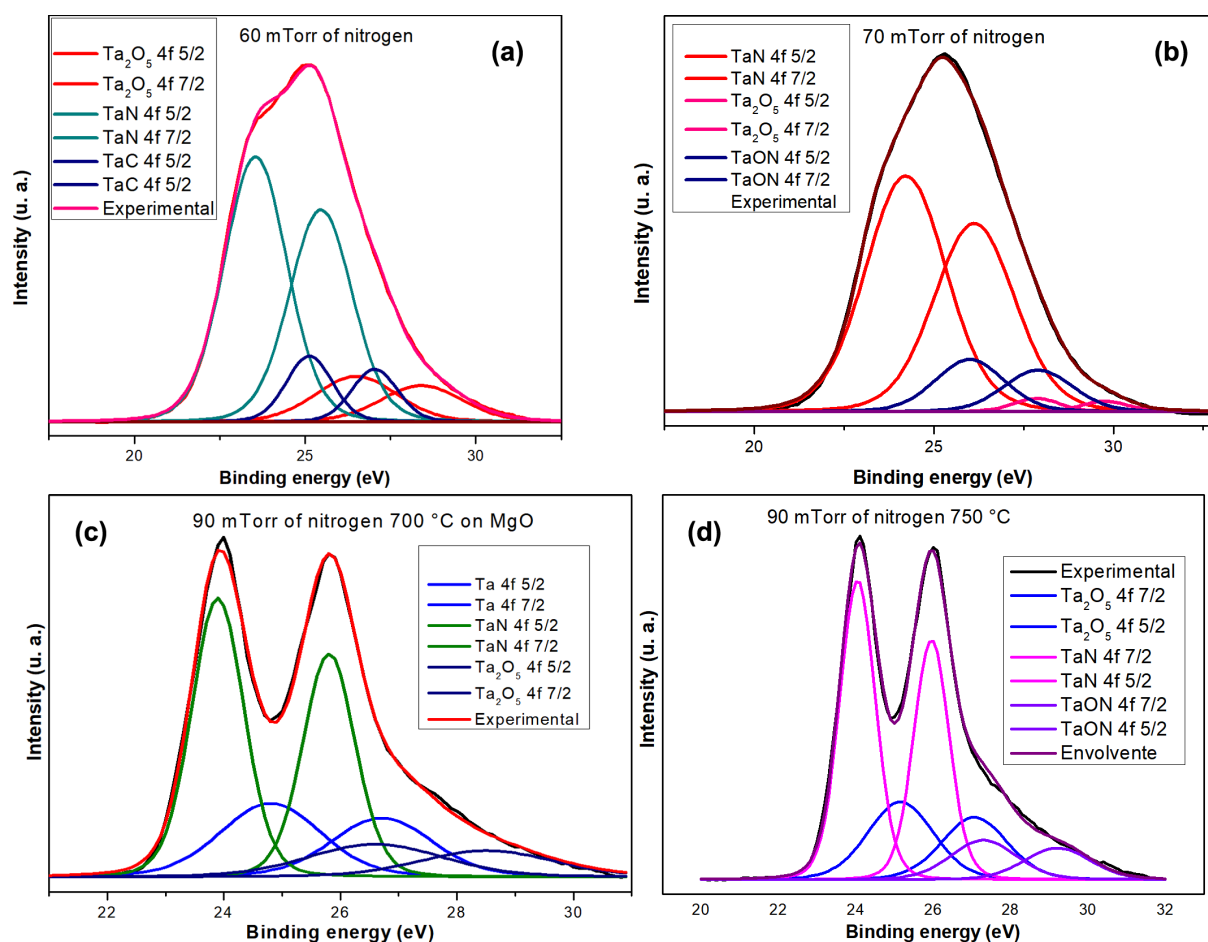 60 mTorr of nitrogen
(a)
Ta₂O₅ 4f 5/2
Ta₂O₅ 4f 7/2
TaN 4f 5/2
TaN 4f 7/2
TaC 4f 5/2
TaC 4f 5/2
Experimental
Intensity (u. a.)
20
25
30
Binding energy (eV)
70 mTorr of nitrogen
(b)
TaN 4f 5/2
TaN 4f 7/2
Ta₂O₅ 4f 5/2
Ta₂O₅ 4f 7/2
TaON 4f 5/2
TaON 4f 7/2
Experimental
Intensity (u. a.)
20
25
30
Binding energy (eV)
(c)
90 mTorr of nitrogen 700 °C on MgO
Ta 4f 5/2
Ta 4f 7/2
TaN 4f 5/2
TaN 4f 7/2
Ta₂O₅ 4f 5/2
Ta₂O₅ 4f 7/2
Experimental
Intensity (u. a.)
22
24
26
28
30
Binding energy (eV)
(d)
90 mTorr of nitrogen 750 °C
Experimental
Ta₂O₅ 4f 7/2
Ta₂O₅ 4f 5/2
TaN 4f 7/2
TaN 4f 5/2
TaON 4f 7/2
TaON 4f 5/2
Envolvente
Intensity (u. a.)
20
22
24
26
28
30
32
Binding energy (eV)